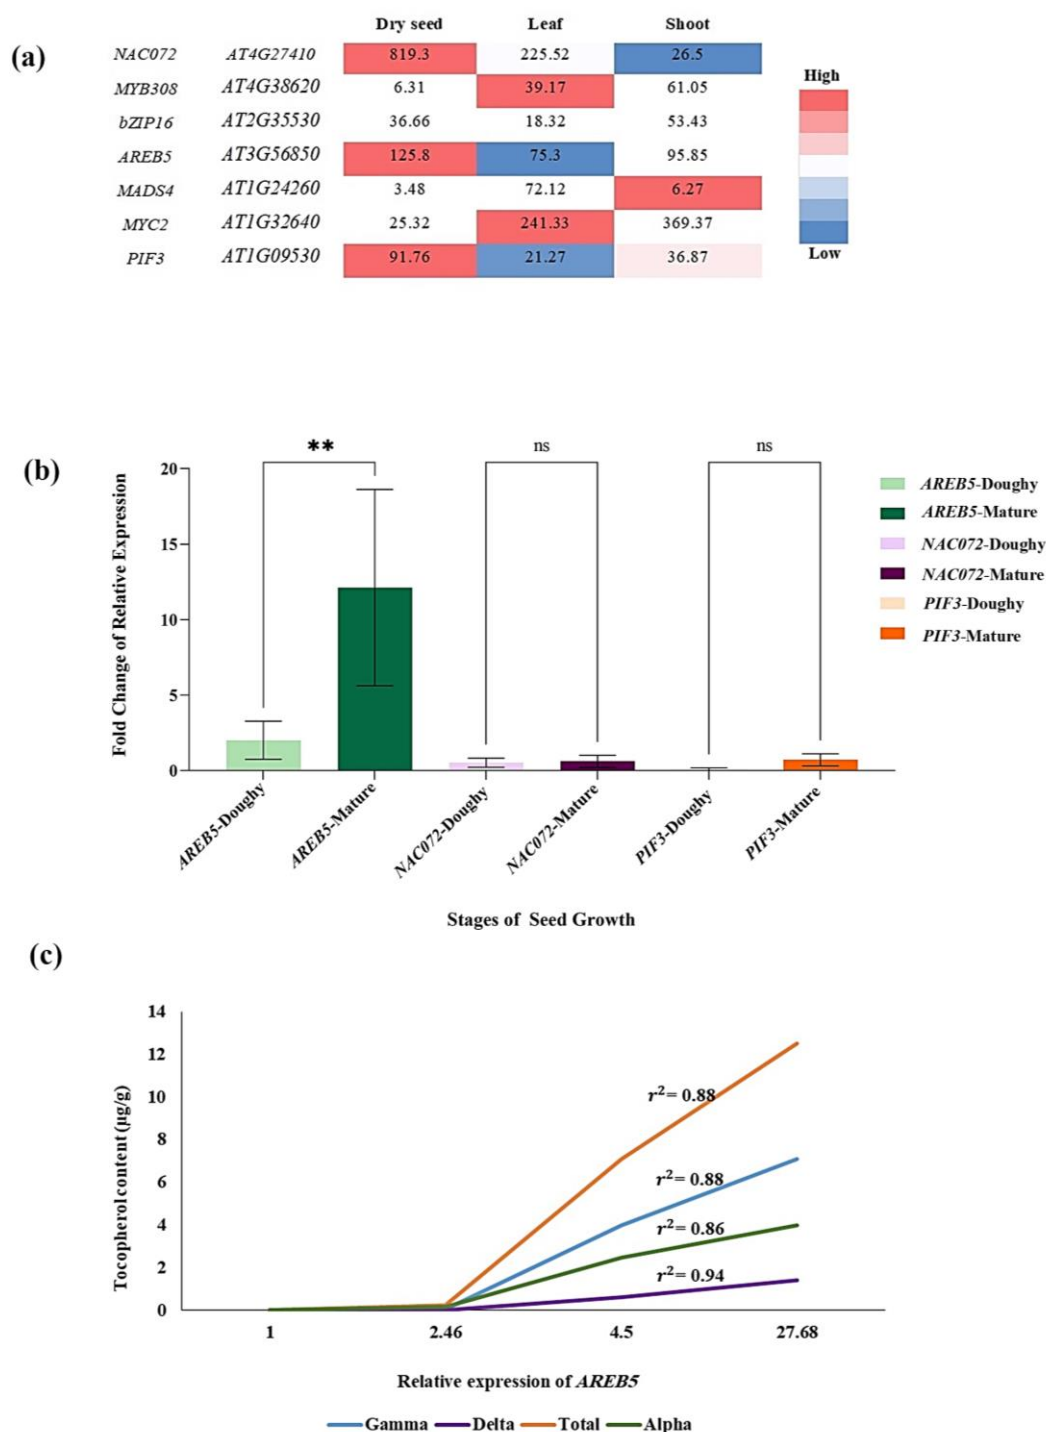 (a)
Dry seed Leaf Shoot
NAC072 AT4G27410 819.3 225.52 26.5
MYB308 AT4G38620 6.31 39.17 61.05
bZIP16 AT2G35530 36.66 18.32 53.43
AREB5 AT3G56850 125.8 75.3 95.85
MADS4 AT1G24260 3.48 72.12 6.27
MYC2 AT1G32640 25.32 241.33 369.37
PIF3 AT1G09530 91.76 21.27 36.87
High
Low
(b)
Fold Change of Relative Expression
20
15
10
5
0
** ns ns
AREB5-Doughy
AREB5-Mature
NAC072-Doughy
NAC072-Mature
PIF3-Doughy
PIF3-Mature
AREB5-Doughy AREB5-Mature NAC072-Doughy NAC072-Mature PIF3-Doughy PIF3-Mature
Stages of Seed Growth
(c)
Tocopherol content (µg/g)
14
12
10
8
6
4
2
0
r²= 0.88
r²= 0.88
r²= 0.86
r²= 0.94
1 2.46 4.5 27.68
Relative expression of AREB5
Gamma Delta Total Alpha